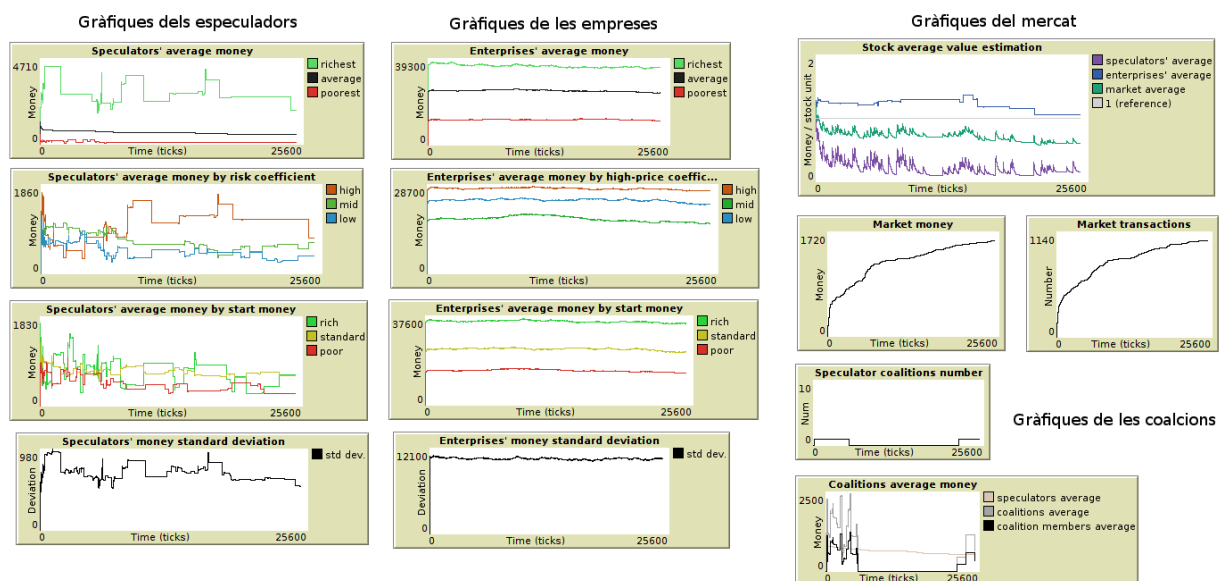 Gràfiques dels especuladors
Speculators' average money
4710
Money
0
0
Time (ticks)
25600
richest
average
poorest
Speculators' average money by risk coefficient
1860
Money
0
0
Time (ticks)
25600
high
mid
low
Speculators' average money by start money
1830
Money
0
0
Time (ticks)
25600
rich
standard
poor
Speculators' money standard deviation
980
Deviation
0
0
Time (ticks)
25600
std dev.
Gràfiques de les empreses
Enterprises' average money
39300
Money
0
0
Time (ticks)
25600
richest
average
poorest
Enterprises' average money by high-price coeffic...
28700
Money
0
0
Time (ticks)
25600
high
mid
low
Enterprises' average money by start money
37600
Money
0
0
Time (ticks)
25600
rich
standard
poor
Enterprises' money standard deviation
12100
Deviation
0
0
Time (ticks)
25600
std dev.
Gràfiques del mercat
Stock average value estimation
2
Money / stock unit
0
0
Time (ticks)
25600
speculators' average
enterprises' average
market average
1 (reference)
Market money
1720
Money
0
0
Time (ticks)
25600
Market transactions
1140
Number
0
0
Time (ticks)
25600
Speculator coalitions number
10
Num
0
0
Time (ticks)
25600
Gràfiques de les coalcions
Coalitions average money
2500
Money
0
0
Time (ticks)
25600
speculators average
coalitions average
coalition members average